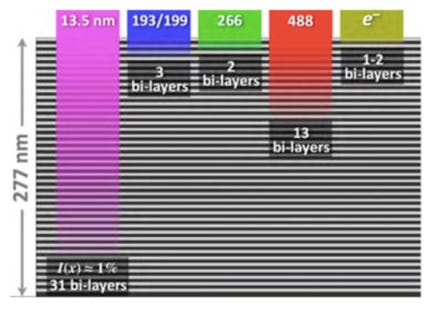 13.5 nm
193/199
266
488
e⁻
3
bi-layers
2
bi-layers
1-2
bi-layers
13
bi-layers
277 nm
I(x) ≈ 1%
31 bi-layers